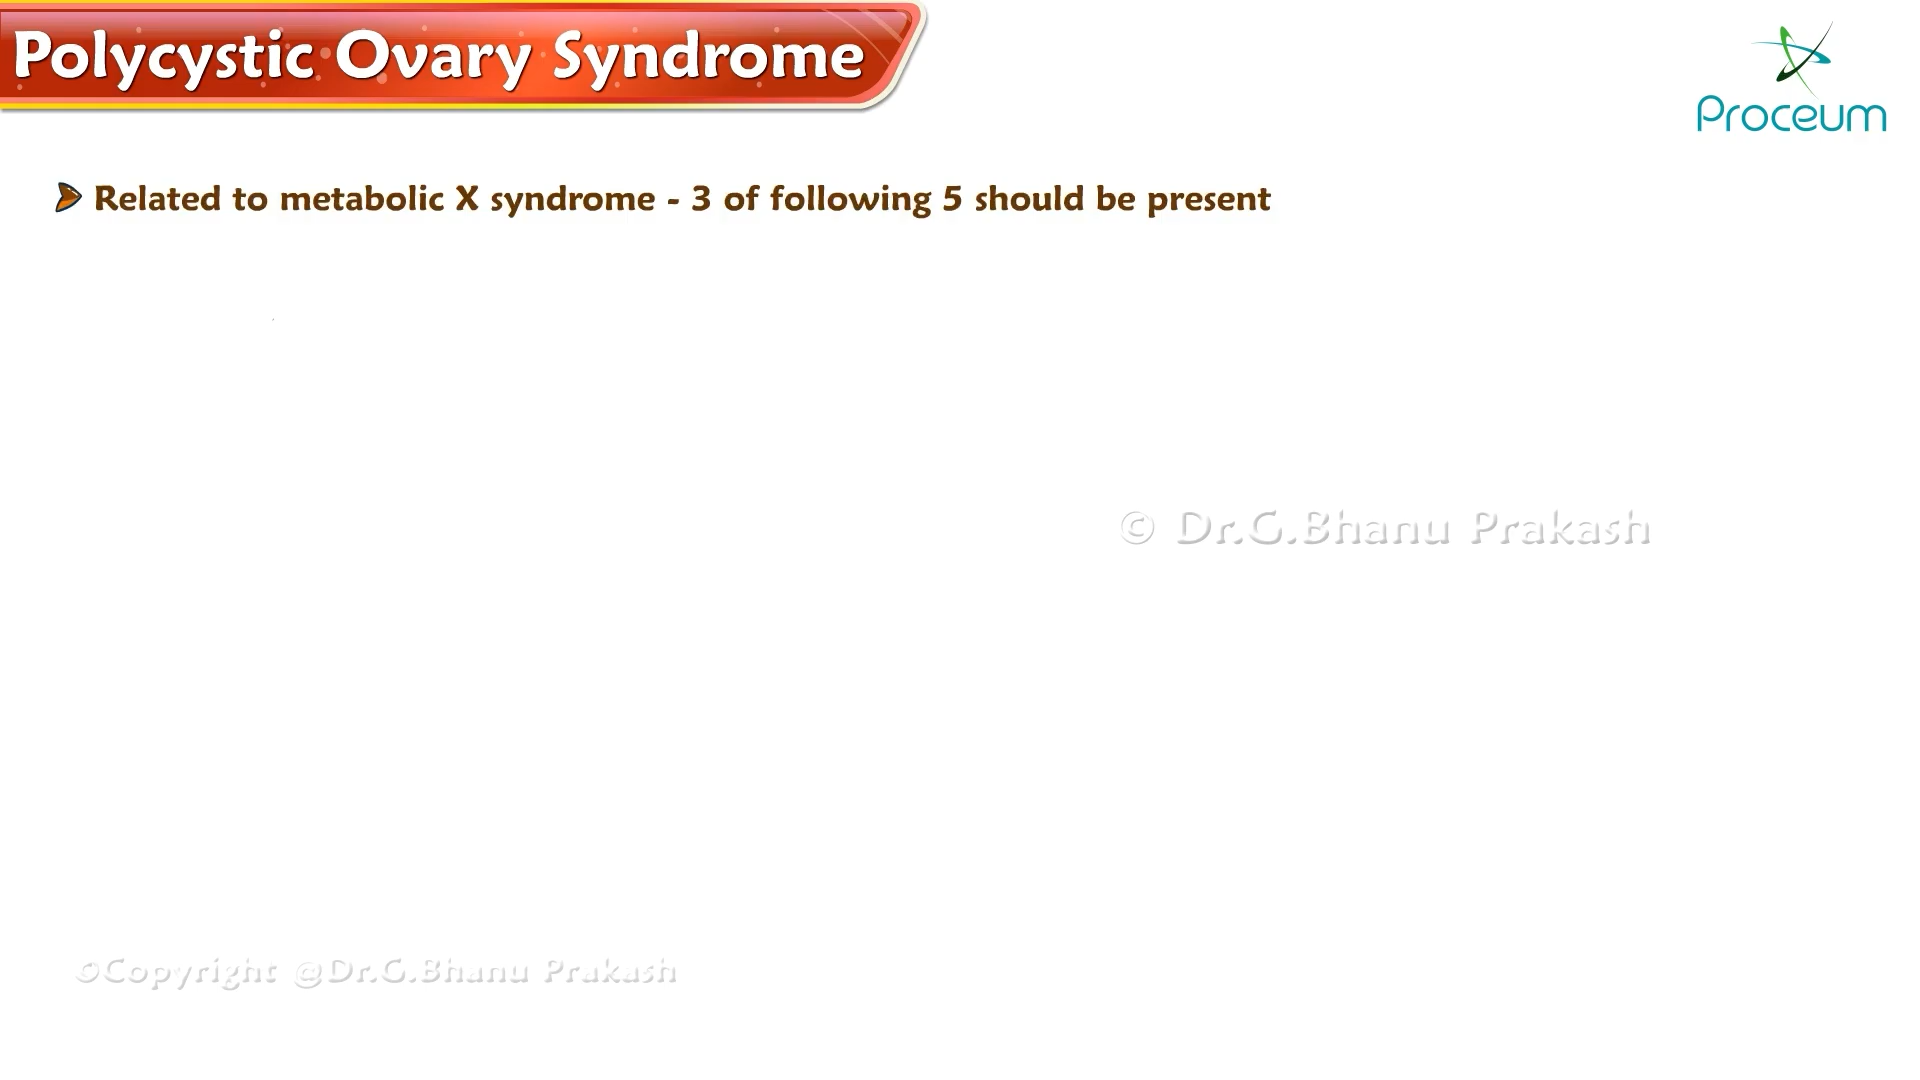 Polycystic Ovary Syndrome
Proceum
Related to metabolic X syndrome - 3 of following 5 should be present
© Dr.G.Bhanu Prakash
©Copyright @Dr.G.Bhanu Prakash